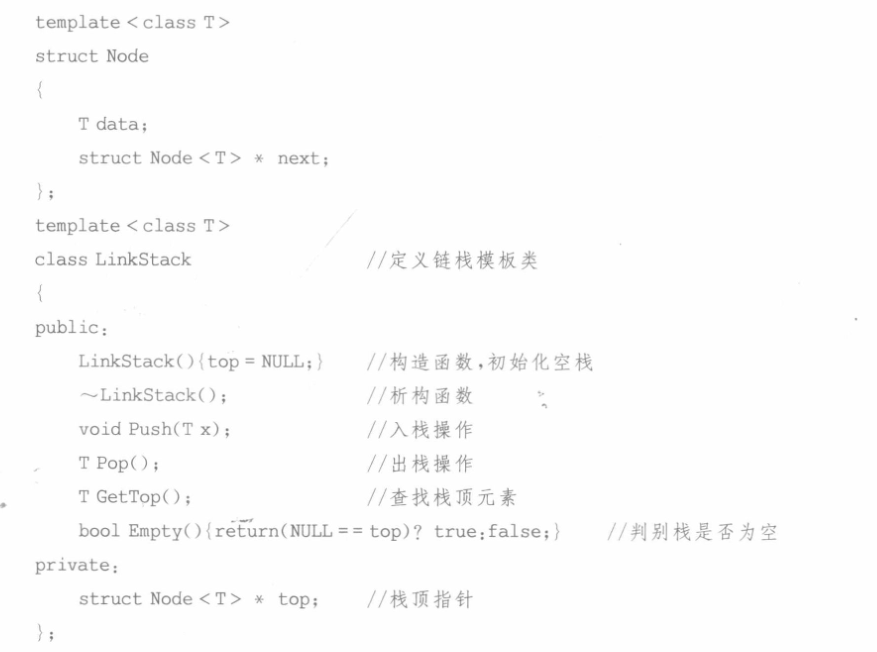 template <class T>
struct Node
{
    T data;
    struct Node <T> * next;
};
template <class T>
class LinkStack                //定义链栈模板类
{
public:
    LinkStack(){top = NULL;}    //构造函数,初始化空栈
    ~LinkStack();               //析构函数
    void Push(T x);             //入栈操作
    T Pop();                    //出栈操作
    T GetTop();                 //查找栈顶元素
    bool Empty(){return(NULL == top)? true:false;}    //判别栈是否为空
private:
    struct Node <T> * top;    //栈顶指针
};